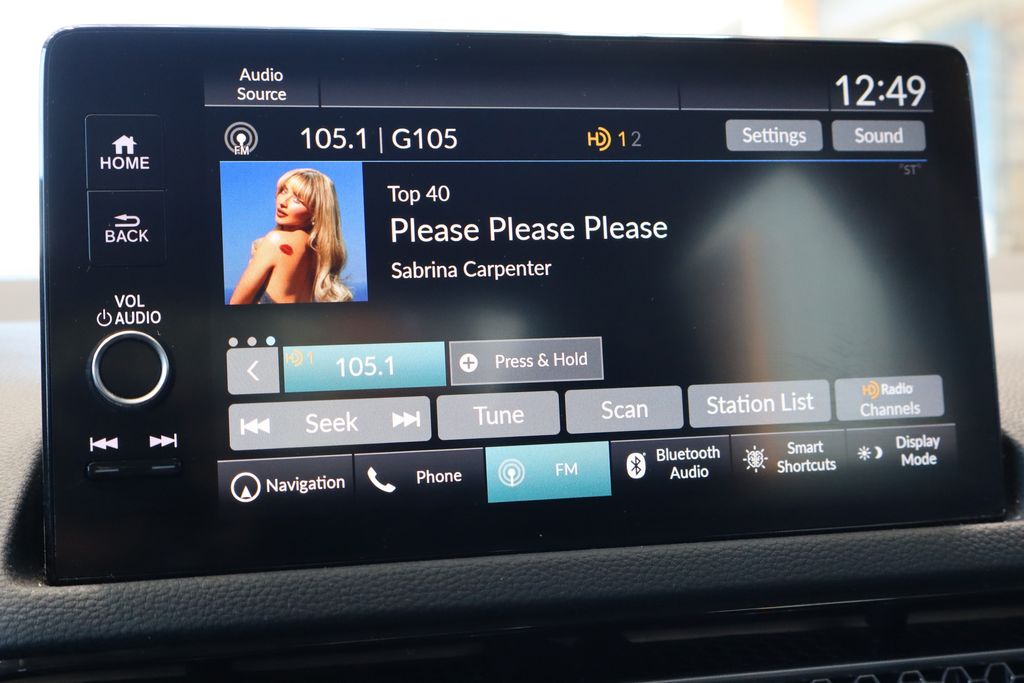 Audio
Source
12:49
HOME
FM
105.1 | G105
HD 1 2
Settings
Sound
"ST"
BACK
Top 40
Please Please Please
Sabrina Carpenter
VOL
AUDIO
HD 1
105.1
Press & Hold
Seek
Tune
Scan
Station List
HD Radio
Channels
Navigation
Phone
FM
Bluetooth
Audio
Smart
Shortcuts
Display
Mode